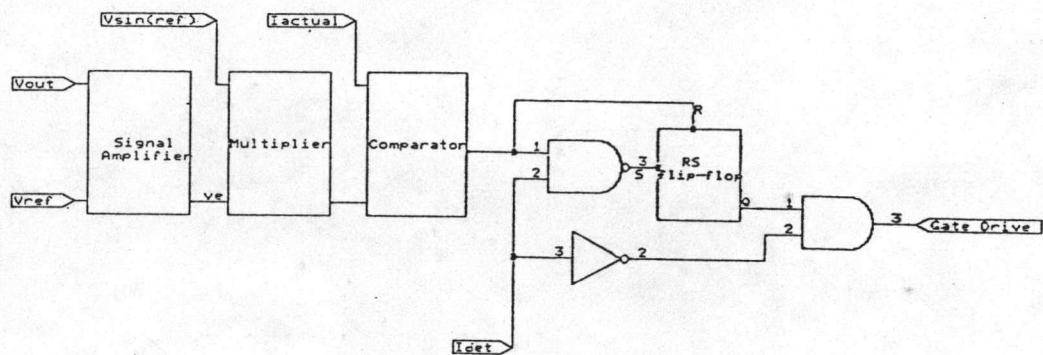 Vsin(ref)
Iactual
Vout
Signal
Amplifier
Multiplier
Comparator
Vref
ve
R
1
2
3
S
RS
flip-flop
Q
1
2
3
Gate Drive
3
2
Idet